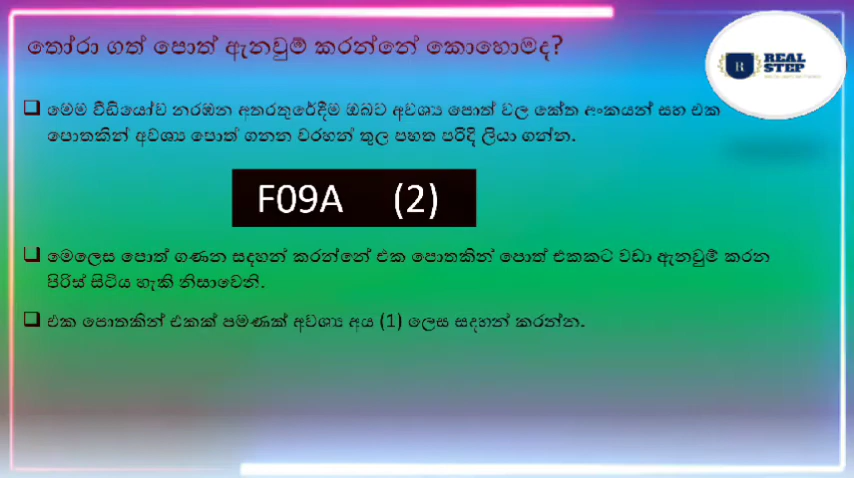 තෝරා ගත් පොත් ඇනවුම් කරන්නේ කොහොමද?
REAL
STEP
❑ මෙම වීඩියෝව නරඹන අතරතුරේදීම ඔබට අවශ්‍ය පොත් වල කේත අංකයන් සහ එක
පොතකින් අවශ්‍ය පොත් ගනන වරහන් තුල පහත පරිදි ලියා ගන්න.
F09A (2)
❑ මෙලෙස පොත් ගණන සදහන් කරන්නේ එක පොතකින් පොත් එකකට වඩා ඇනවුම් කරන
පිරිස් සිටිය හැකි නිසාවෙනි.
❑ එක පොතකින් එකක් පමණක් අවශ්‍ය අය (1) ලෙස සදහන් කරන්න.